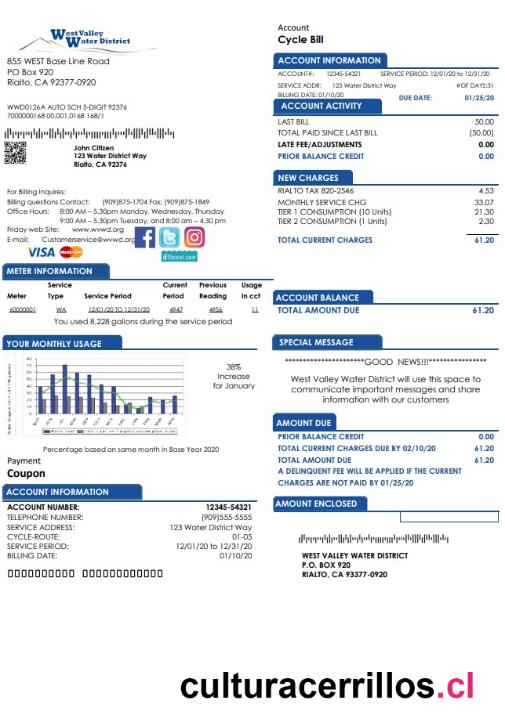 West Valley
Water District
855 WEST Base Line Road
PO Box 920
Rialto, CA 92377-0920
WWD0126A AUTO SCH 5-DIGIT 92376
7000000168 00.001.0168 168/1
John Citizen
123 Water District Way
Rialto, CA 92376
For Billing Inquires:
Billing questions Contact: (909)875-1704 Fax: (909)875-1849
Office Hours: 8:00 AM – 5.30pm Monday, Wednesday, Thursday
9:00 AM – 5.30pm Tuesday, and 8:00 am – 4.30 pm
Friday web Site: www.wvwd.org
E-mail: Customerservice@wvwd.org
VISA MasterCard
METER INFORMATION
Service Current Previous Usage
Meter Type Service Period Period Reading In ccf
60000001 WA 12/01/20 TO 12/31/20 4947 4956 11
You used 8,228 gallons during the service period
YOUR MONTHLY USAGE
80
70
60
50
40
30
20
10
0
38%
Increase
for January
Percentage based on same month in Base Year 2020
Payment
Coupon
ACCOUNT INFORMATION
ACCOUNT NUMBER: 12345-54321
TELEPHONE NUMBER: (909)555-5555
SERVICE ADDRESS: 123 Water District Way
CYCLE-ROUTE: 01-05
SERVICE PERIOD: 12/01/20 to 12/31/20
BILLING DATE: 01/10/20
Account
Cycle Bill
ACCOUNT INFORMATION
ACCOUNT#: 12345-54321 SERVICE PERIOD: 12/01/20 to 12/31/20
SERVICE ADDR: 123 Water District Way #OF DAYS:31
BILLING DATE: 01/10/20
DUE DATE: 01/25/20
ACCOUNT ACTIVITY
LAST BILL 50.00
TOTAL PAID SINCE LAST BILL (50.00)
LATE FEE/ADJUSTMENTS 0.00
PRIOR BALANCE CREDIT 0.00
NEW CHARGES
RIALTO TAX 820-2546 4.53
MONTHLY SERVICE CHG 33.07
TIER 1 CONSUMPTION (10 Units) 21.30
TIER 2 CONSUMPTION (1 Units) 2.30
TOTAL CURRENT CHARGES 61.20
ACCOUNT BALANCE
TOTAL AMOUNT DUE 61.20
SPECIAL MESSAGE
*********************GOOD NEWS!!!****************
West Valley Water District will use this space to
communicate important messages and share
information with our customers
AMOUNT DUE
PRIOR BALANCE CREDIT 0.00
TOTAL CURRENT CHARGES DUE BY 02/10/20 61.20
TOTAL AMOUNT DUE 61.20
A DELINQUENT FEE WILL BE APPLIED IF THE CURRENT
CHARGES ARE NOT PAID BY 01/25/20
AMOUNT ENCLOSED
WEST VALLEY WATER DISTRICT
P.O. BOX 920
RIALTO, CA 93377-0920
culturacerrillos.cl